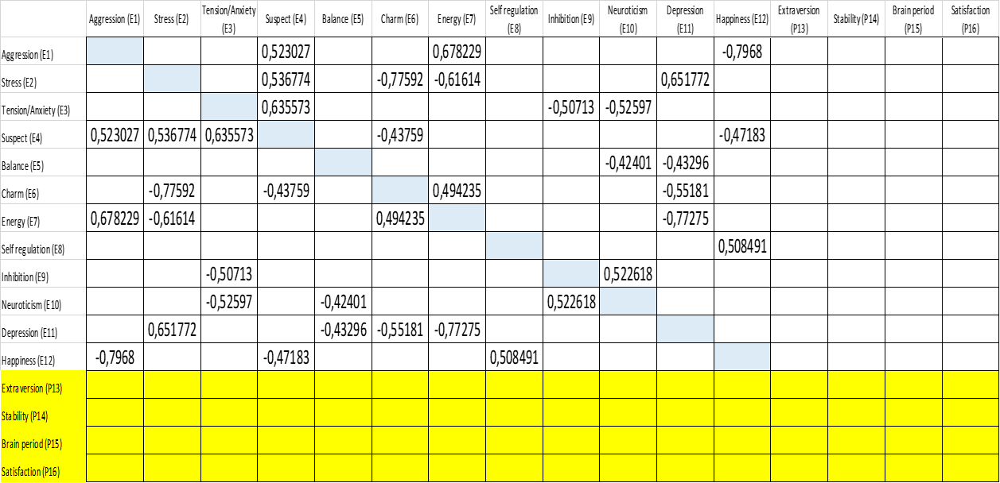 Aggression (E1) Stress (E2) Tension/Anxiety (E3) Suspect (E4) Balance (E5) Charm (E6) Energy (E7) Self regulation (E8) Inhibition (E9) Neuroticism (E10) Depression (E11) Happiness (E12) Extraversion (P13) Stability (P14) Brain period (P15) Satisfaction (P16)
Aggression (E1) 0,523027 0,678229 -0,7968
Stress (E2) 0,536774 -0,77592 -0,61614 0,651772
Tension/Anxiety (E3) 0,635573 -0,50713 -0,52597
Suspect (E4) 0,523027 0,536774 0,635573 -0,43759 -0,47183
Balance (E5) -0,42401 -0,43296
Charm (E6) -0,77592 -0,43759 0,494235 -0,55181
Energy (E7) 0,678229 -0,61614 0,494235 -0,77275
Self regulation (E8) 0,508491
Inhibition (E9) -0,50713 0,522618
Neuroticism (E10) -0,52597 -0,42401 0,522618
Depression (E11) 0,651772 -0,43296 -0,55181 -0,77275
Happiness (E12) -0,7968 -0,47183 0,508491
Extraversion (P13)
Stability (P14)
Brain period (P15)
Satisfaction (P16)